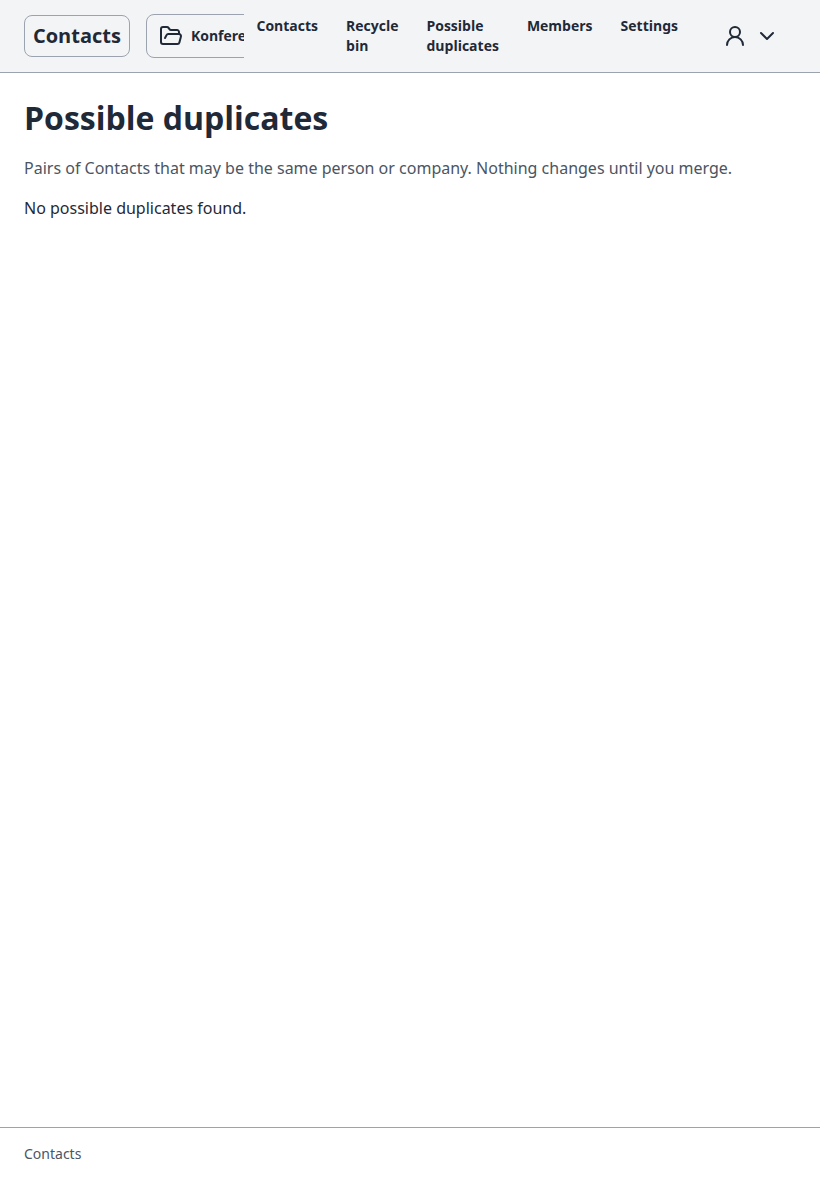 Contacts
Konfere
Contacts
Recycle
bin
Possible
duplicates
Members
Settings
Possible duplicates
Pairs of Contacts that may be the same person or company. Nothing changes until you merge.
No possible duplicates found.
Contacts